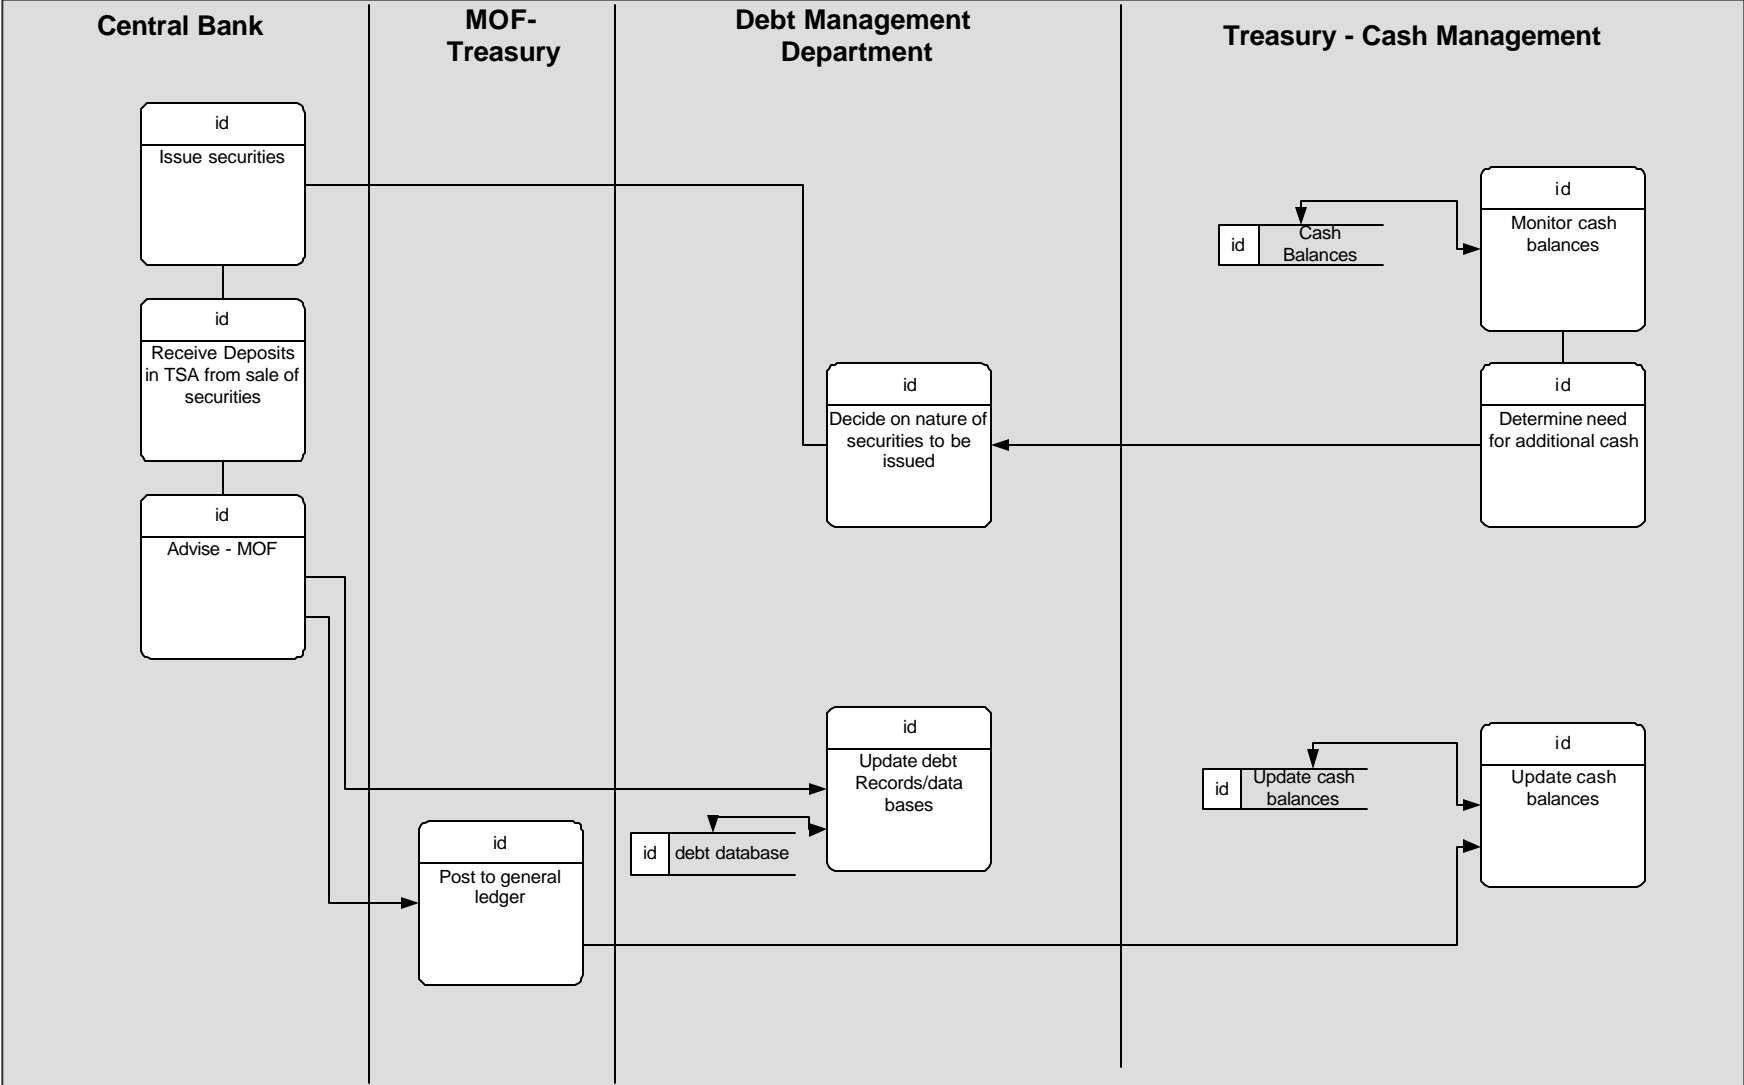 Central Bank
MOF-
Treasury
Debt Management
Department
Treasury - Cash Management
id
Issue securities
id
Receive Deposits
in TSA from sale of
securities
id
Advise - MOF
id
Post to general
ledger
id
Decide on nature of
securities to be
issued
id
Update debt
Records/data
bases
id
debt database
id
Cash
Balances
id
Monitor cash
balances
id
Determine need
for additional cash
id
Update cash
balances
id
Update cash
balances